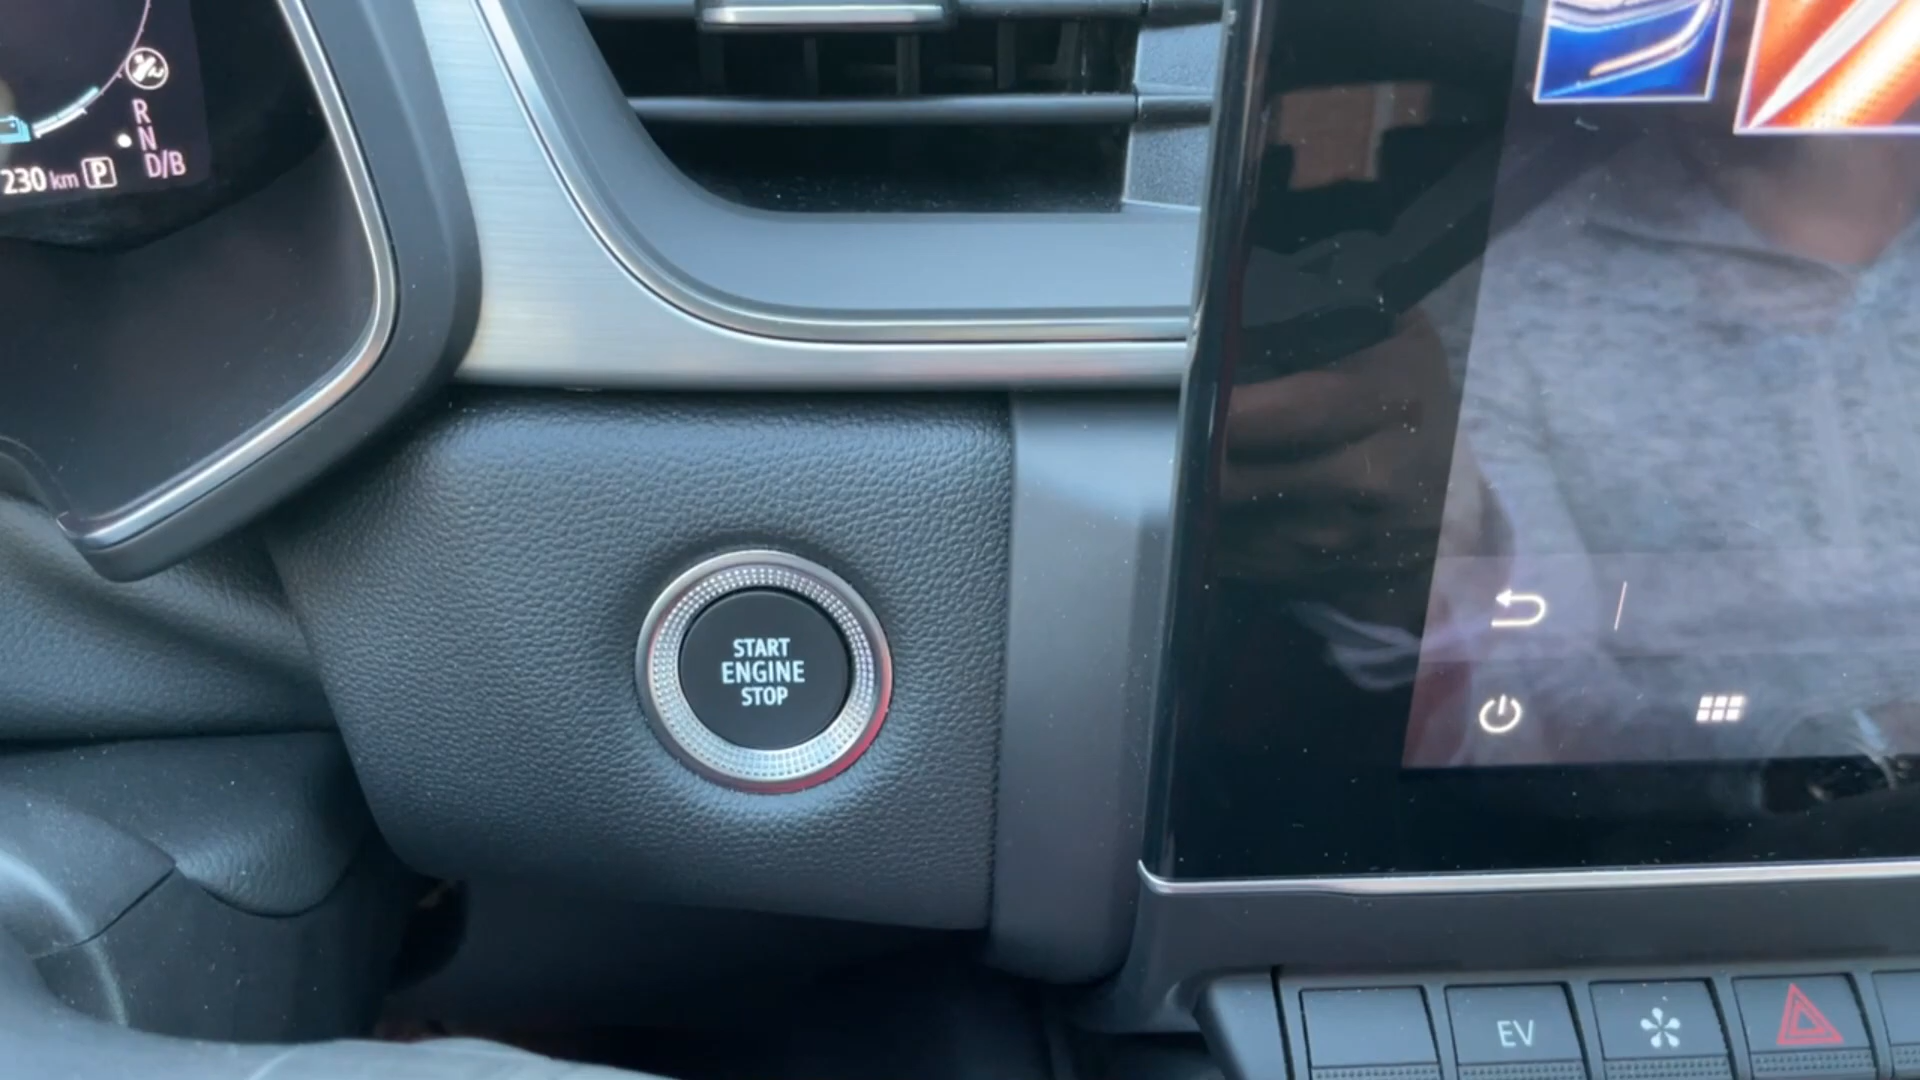 R
N
D/B
230 km P
START
ENGINE
STOP
EV